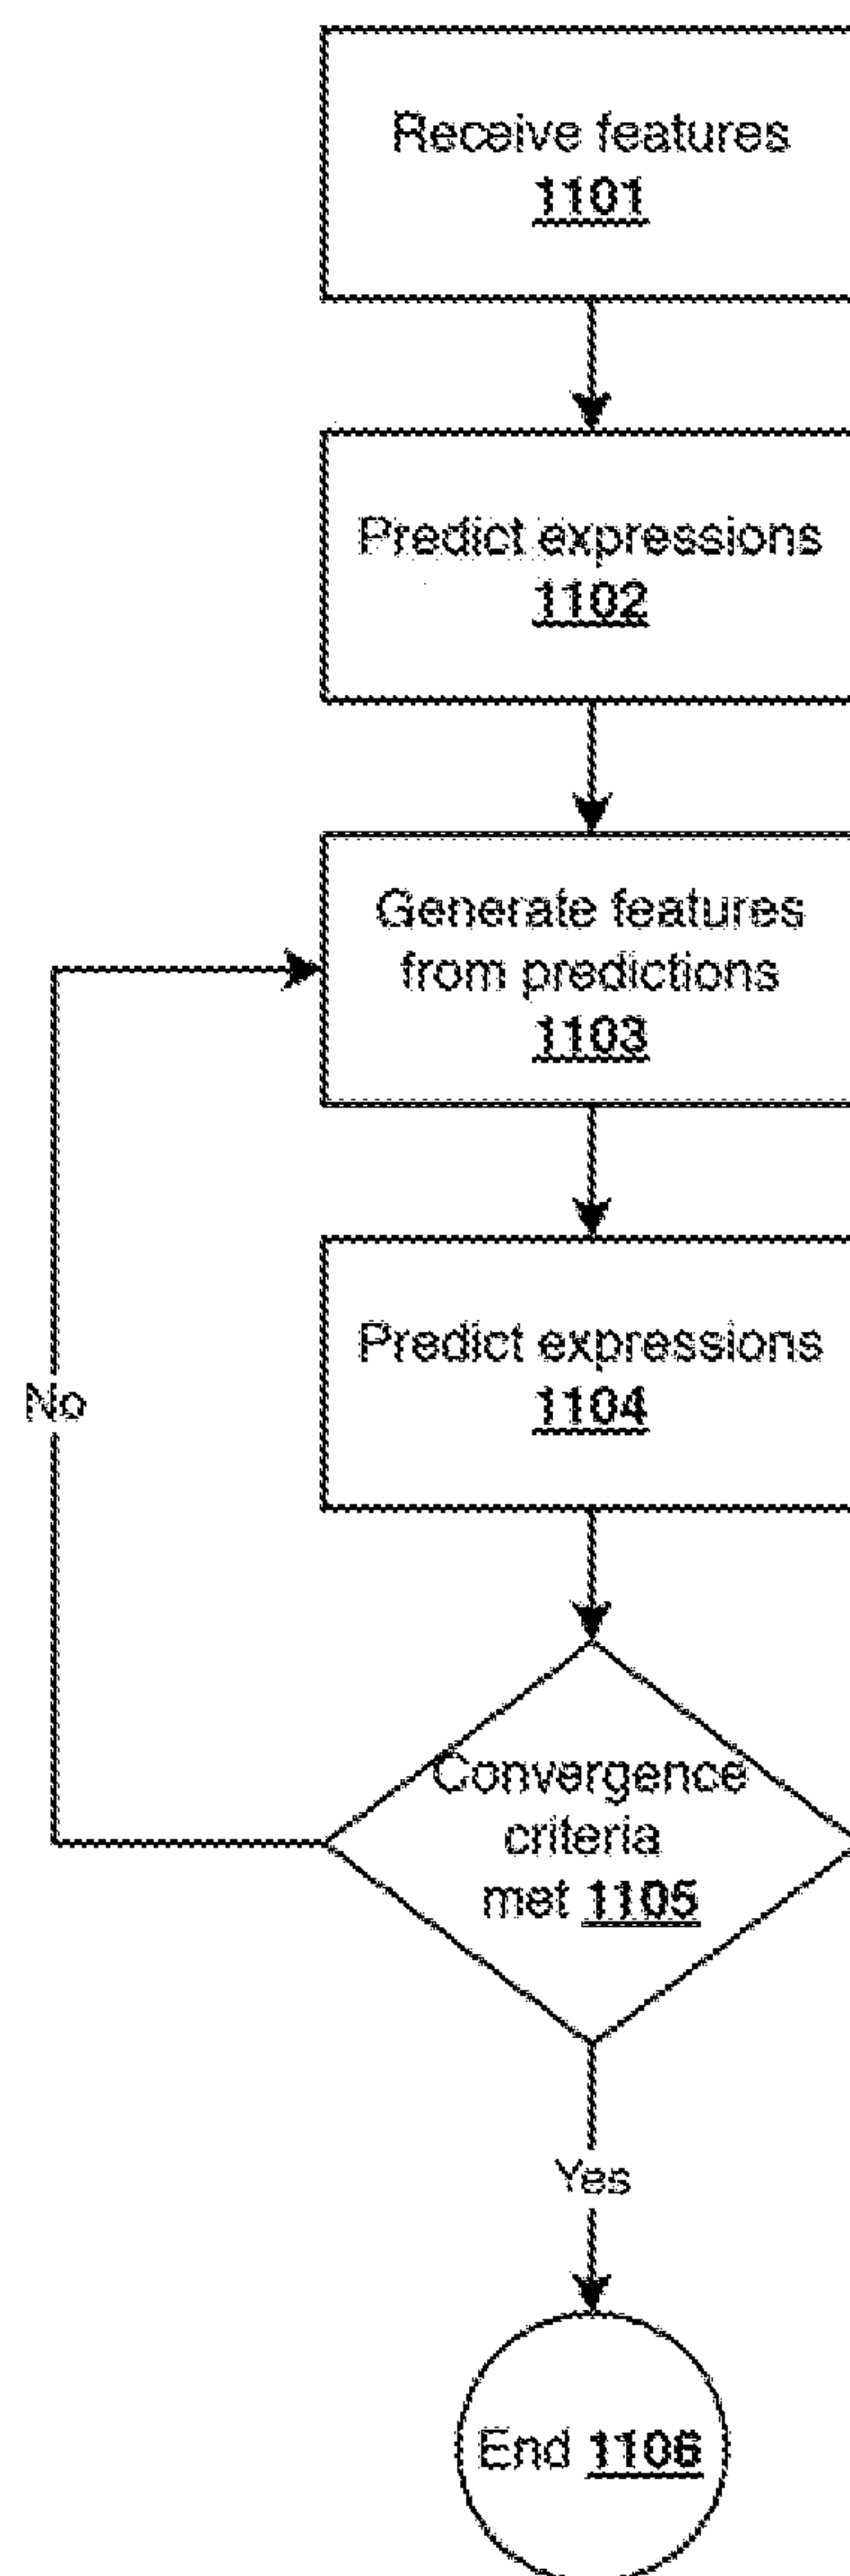 Receive features
1101
Predict expressions
1102
Generate features
from predictions
1103
Predict expressions
1104
No
Convergence
criteria
met 1105
Yes
End 1106